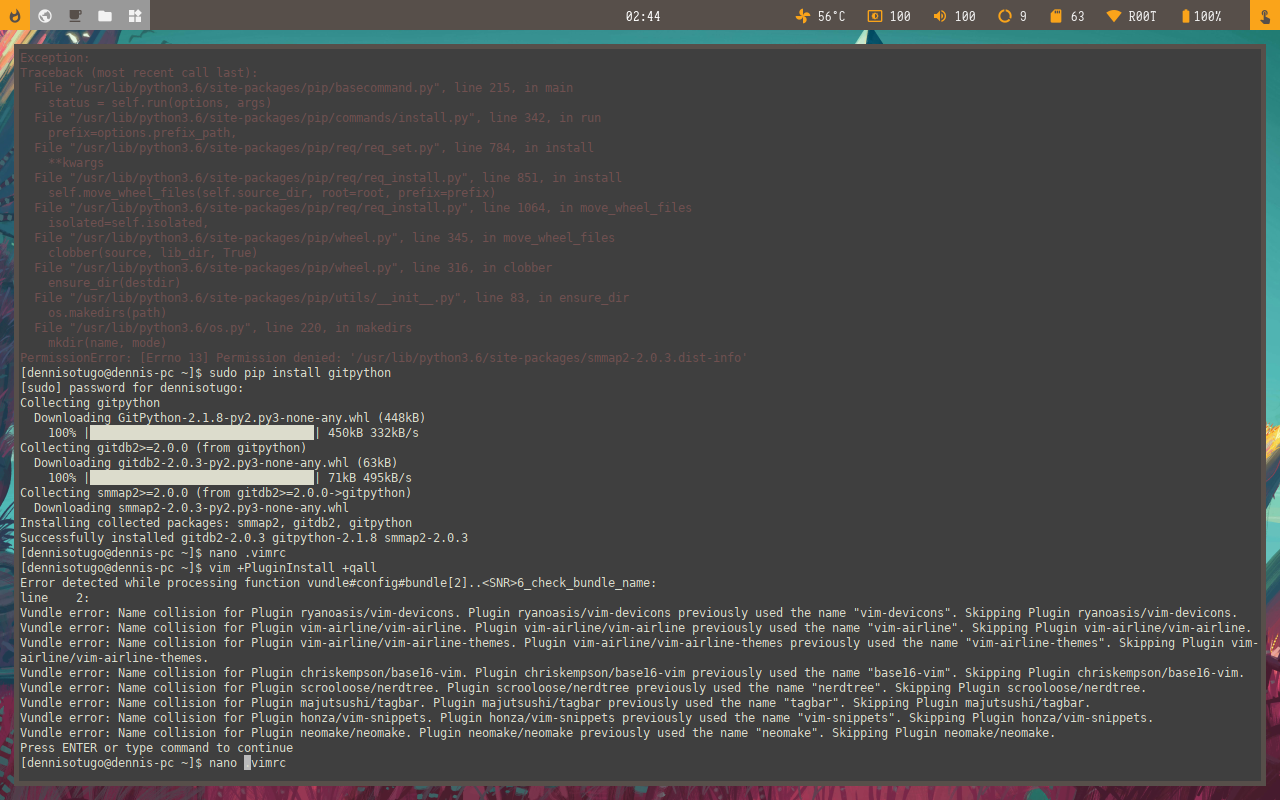 02:44 56°C 100 100 9 63 R00T 100%
Exception:
Traceback (most recent call last):
File "/usr/lib/python3.6/site-packages/pip/basecommand.py", line 215, in main
status = self.run(options, args)
File "/usr/lib/python3.6/site-packages/pip/commands/install.py", line 342, in run
prefix=options.prefix_path,
File "/usr/lib/python3.6/site-packages/pip/req/req_set.py", line 784, in install
**kwargs
File "/usr/lib/python3.6/site-packages/pip/req/req_install.py", line 851, in install
self.move_wheel_files(self.source_dir, root=root, prefix=prefix)
File "/usr/lib/python3.6/site-packages/pip/req/req_install.py", line 1064, in move_wheel_files
isolated=self.isolated,
File "/usr/lib/python3.6/site-packages/pip/wheel.py", line 345, in move_wheel_files
clobber(source, lib_dir, True)
File "/usr/lib/python3.6/site-packages/pip/wheel.py", line 316, in clobber
ensure_dir(destdir)
File "/usr/lib/python3.6/site-packages/pip/utils/__init__.py", line 83, in ensure_dir
os.makedirs(path)
File "/usr/lib/python3.6/os.py", line 220, in makedirs
mkdir(name, mode)
PermissionError: [Errno 13] Permission denied: '/usr/lib/python3.6/site-packages/smmap2-2.0.3.dist-info'
[dennisotugo@dennis-pc ~]$ sudo pip install gitpython
[sudo] password for dennisotugo:
Collecting gitpython
Downloading GitPython-2.1.8-py2.py3-none-any.whl (448kB)
100% | | 450kB 332kB/s
Collecting gitdb2>=2.0.0 (from gitpython)
Downloading gitdb2-2.0.3-py2.py3-none-any.whl (63kB)
100% | | 71kB 495kB/s
Collecting smmap2>=2.0.0 (from gitdb2>=2.0.0->gitpython)
Downloading smmap2-2.0.3-py2.py3-none-any.whl
Installing collected packages: smmap2, gitdb2, gitpython
Successfully installed gitdb2-2.0.3 gitpython-2.1.8 smmap2-2.0.3
[dennisotugo@dennis-pc ~]$ nano .vimrc
[dennisotugo@dennis-pc ~]$ vim +PluginInstall +qall
Error detected while processing function vundle#config#bundle[2]..<SNR>6_check_bundle_name:
line    2:
Vundle error: Name collision for Plugin ryanoasis/vim-devicons. Plugin ryanoasis/vim-devicons previously used the name "vim-devicons". Skipping Plugin ryanoasis/vim-devicons.
Vundle error: Name collision for Plugin vim-airline/vim-airline. Plugin vim-airline/vim-airline previously used the name "vim-airline". Skipping Plugin vim-airline/vim-airline.
Vundle error: Name collision for Plugin vim-airline/vim-airline-themes. Plugin vim-airline/vim-airline-themes previously used the name "vim-airline-themes". Skipping Plugin vim-
airline/vim-airline-themes.
Vundle error: Name collision for Plugin chriskempson/base16-vim. Plugin chriskempson/base16-vim previously used the name "base16-vim". Skipping Plugin chriskempson/base16-vim.
Vundle error: Name collision for Plugin scrooloose/nerdtree. Plugin scrooloose/nerdtree previously used the name "nerdtree". Skipping Plugin scrooloose/nerdtree.
Vundle error: Name collision for Plugin majutsushi/tagbar. Plugin majutsushi/tagbar previously used the name "tagbar". Skipping Plugin majutsushi/tagbar.
Vundle error: Name collision for Plugin honza/vim-snippets. Plugin honza/vim-snippets previously used the name "vim-snippets". Skipping Plugin honza/vim-snippets.
Vundle error: Name collision for Plugin neomake/neomake. Plugin neomake/neomake previously used the name "neomake". Skipping Plugin neomake/neomake.
Press ENTER or type command to continue
[dennisotugo@dennis-pc ~]$ nano .vimrc